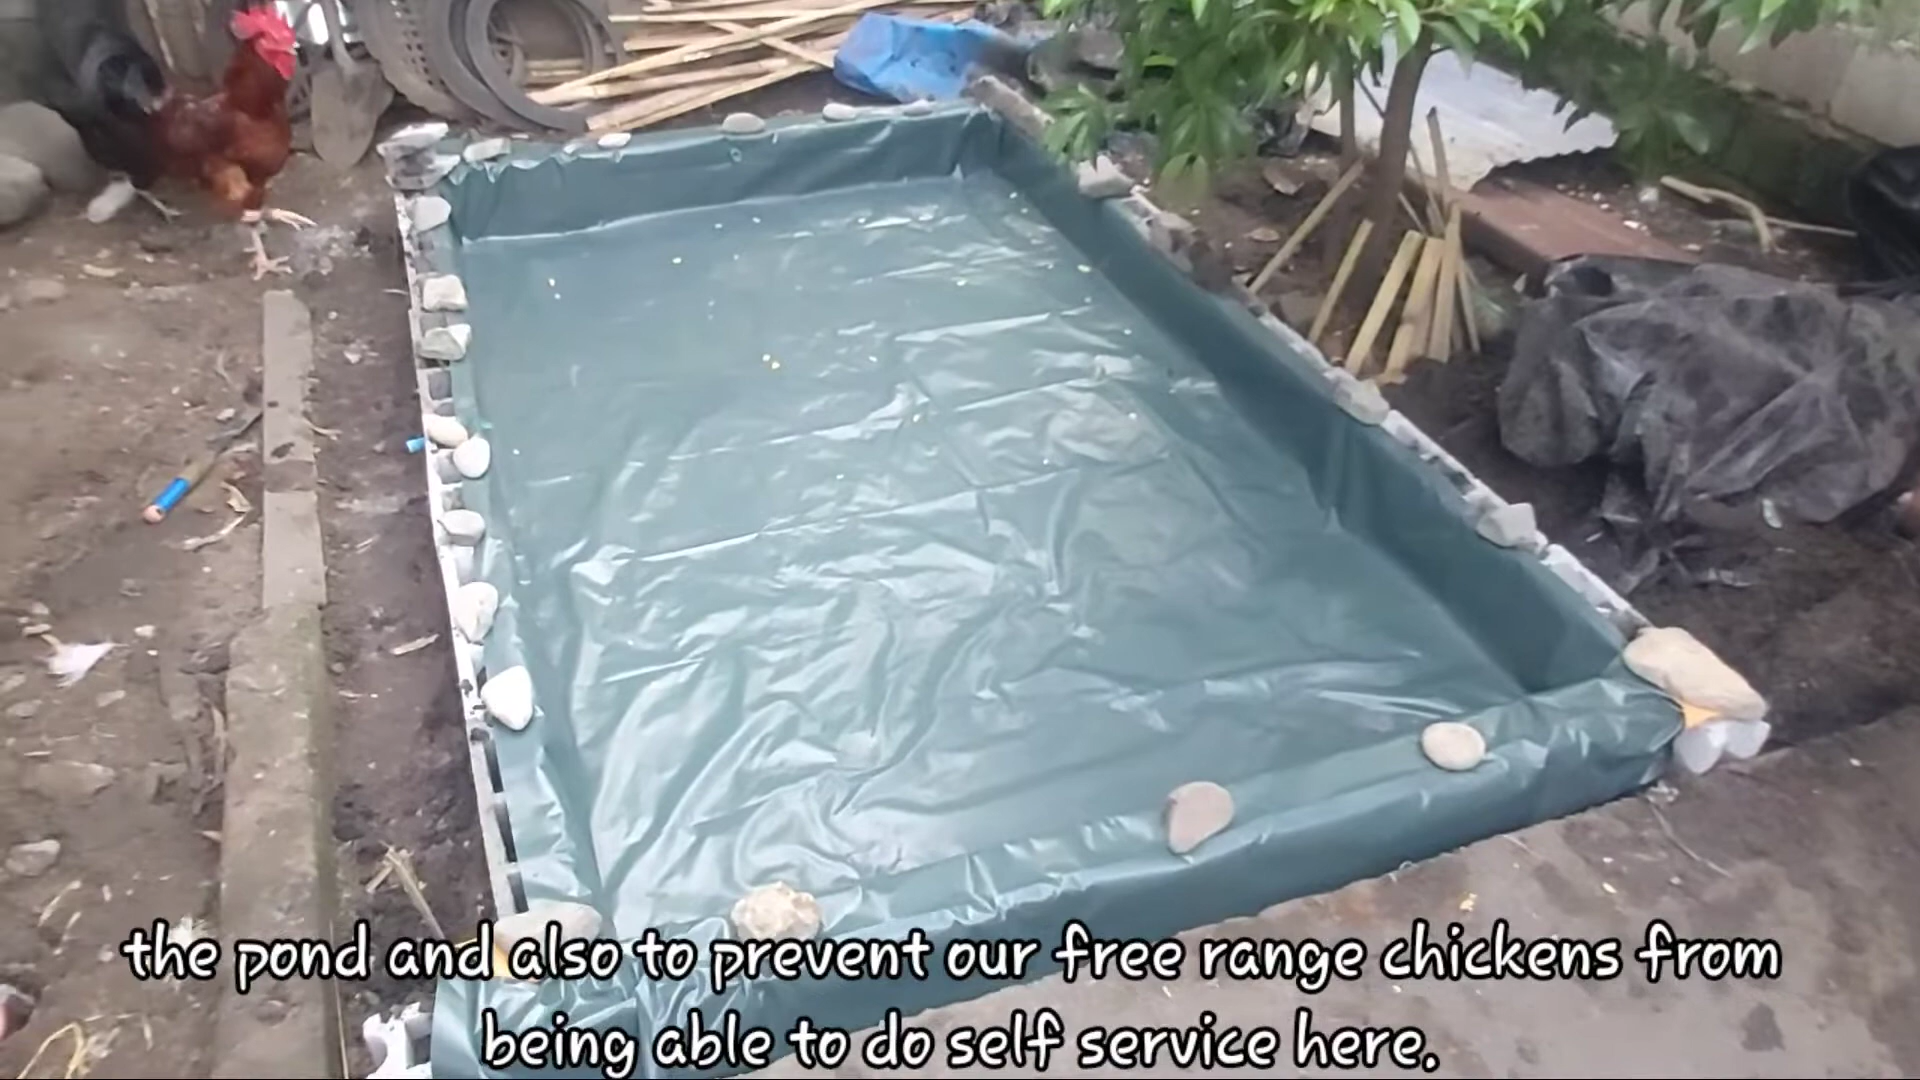 the pond and also to prevent our free range chickens from
being able to do self service here.